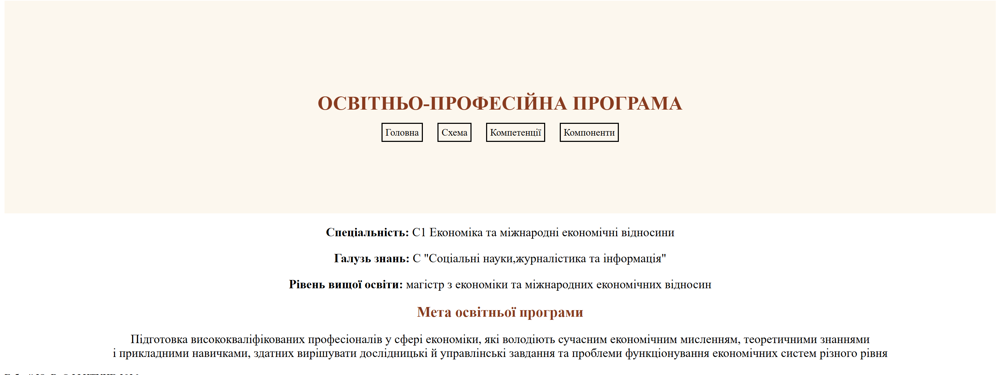 ОСВІТНЬО-ПРОФЕСІЙНА ПРОГРАМА
Головна Схема Компетенції Компоненти
Спеціальність: С1 Економіка та міжнародні економічні відносини
Галузь знань: С "Соціальні науки,журналістика та інформація"
Рівень вищої освіти: магістр з економіки та міжнародних економічних відносин
Мета освітньої програми
Підготовка висококваліфікованих професіоналів у сфері економіки, які володіють сучасним економічним мисленням, теоретичними знаннями
і прикладними навичками, здатних вирішувати дослідницькі й управлінські завдання та проблеми функціонування економічних систем різного рівня